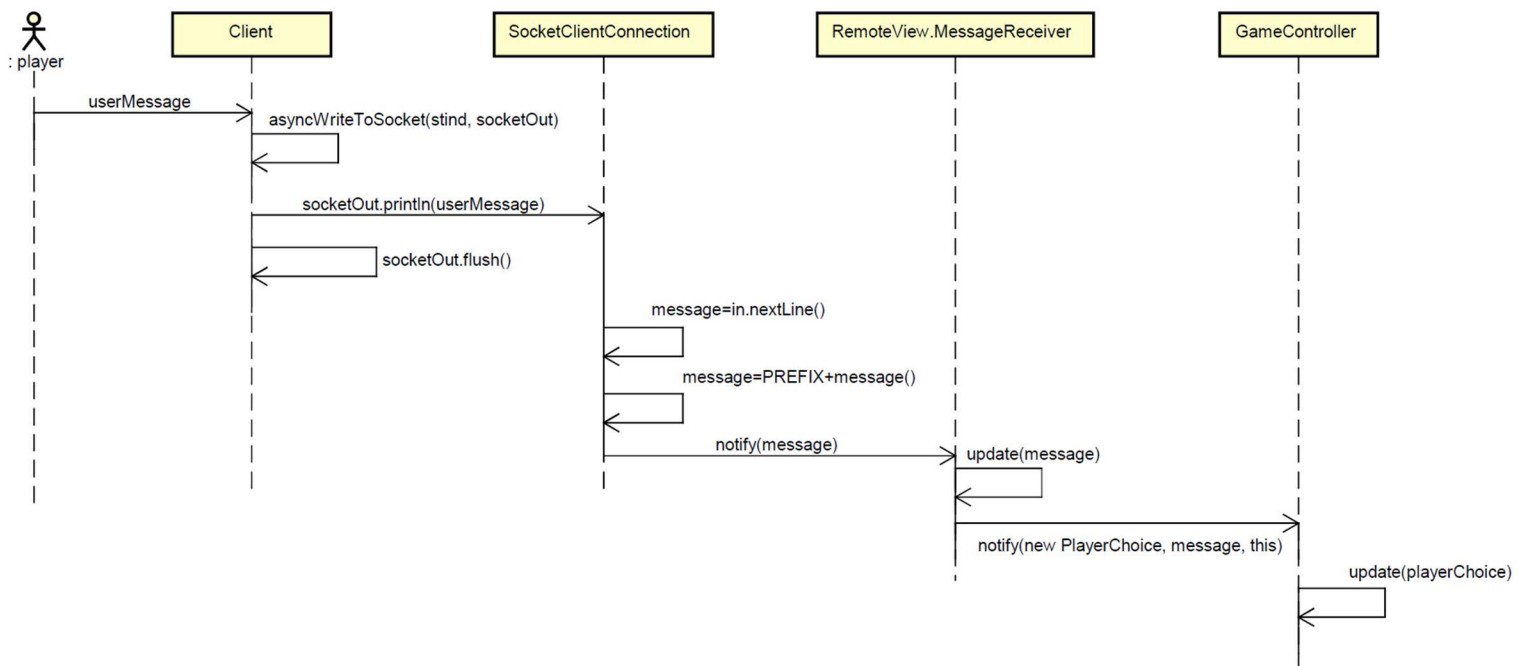 Client
SocketClientConnection
RemoteView.MessageReceiver
GameController
: player
userMessage
asyncWriteToSocket(stind, socketOut)
socketOut.println(userMessage)
socketOut.flush()
message=in.nextLine()
message=PREFIX+message()
notify(message)
update(message)
notify(new PlayerChoice, message, this)
update(playerChoice)